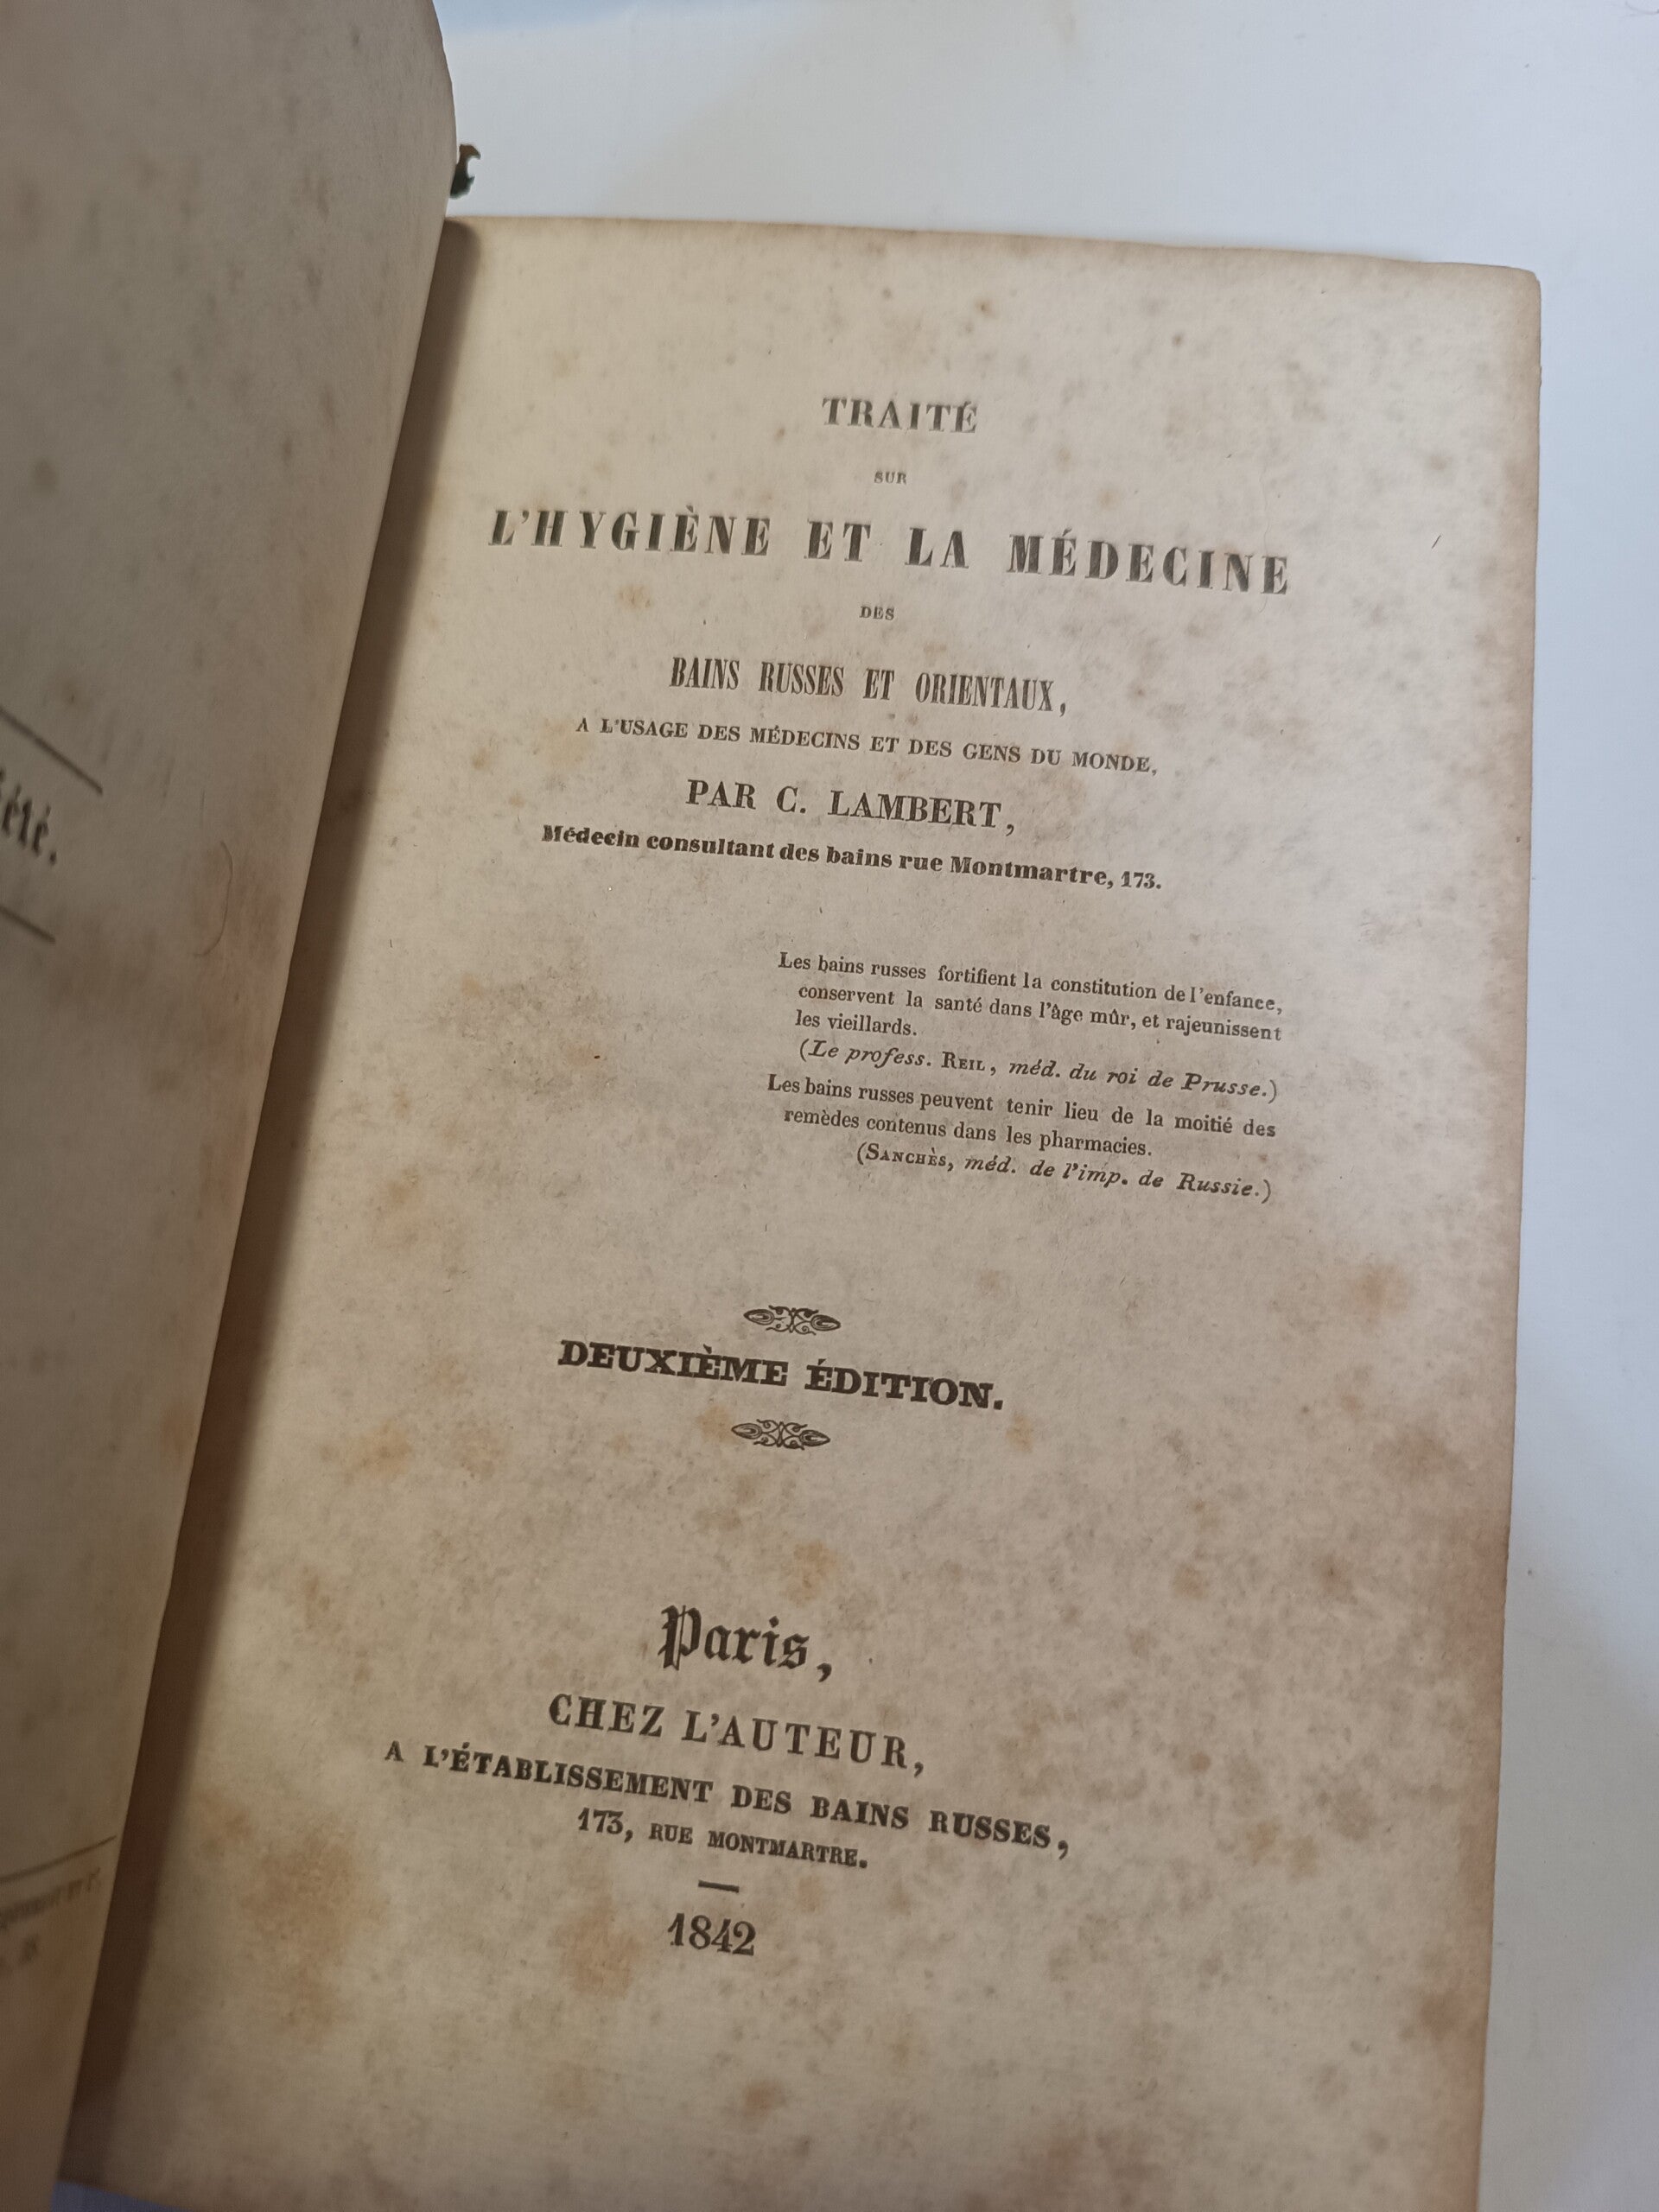 été.
TRAITÉ
SUR
L'HYGIÈNE ET LA MÉDECINE
DES
BAINS RUSSES ET ORIENTAUX,
A L'USAGE DES MÉDECINS ET DES GENS DU MONDE,
PAR C. LAMBERT,
Médecin consultant des bains rue Montmartre, 173.
Les bains russes fortifient la constitution de l'enfance,
conservent la santé dans l'âge mûr, et rajeunissent
les vieillards.
(Le profess. REIL, méd. du roi de Prusse.)
Les bains russes peuvent tenir lieu de la moitié des
remèdes contenus dans les pharmacies.
(SANCHÈS, méd. de l'imp. de Russie.)
DEUXIÈME ÉDITION.
Paris,
CHEZ L'AUTEUR,
A L'ÉTABLISSEMENT DES BAINS RUSSES,
173, RUE MONTMARTRE.
1842